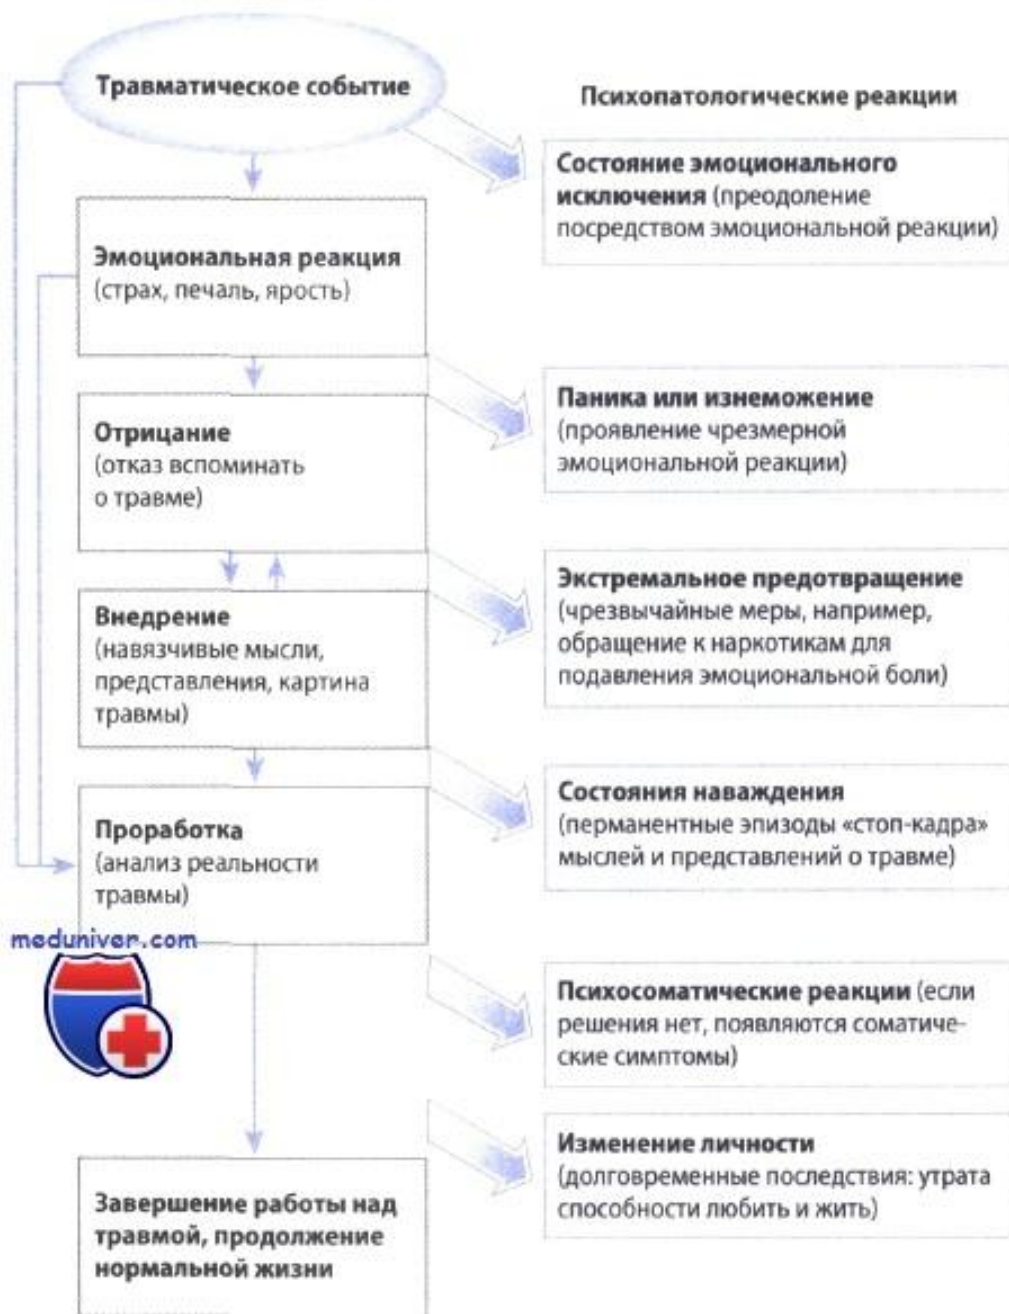 Травматическое событие
Психопатологические реакции
Состояние эмоционального
исключения (преодоление
посредством эмоциональной реакции)
Эмоциональная реакция
(страх, печаль, ярость)
Паника или изнеможение
(проявление чрезмерной
эмоциональной реакции)
Отрицание
(отказ вспоминать
о травме)
Экстремальное предотвращение
(чрезвычайные меры, например,
обращение к наркотикам для
подавления эмоциональной боли)
Внедрение
(навязчивые мысли,
представления, картина
травмы)
Состояния наваждения
(перманентные эпизоды «стоп-кадра»
мыслей и представлений о травме)
Проработка
(анализ реальности
травмы)
meduniver.com
Психосоматические реакции (если
решения нет, появляются соматиче-
ские симптомы)
Изменение личности
(долговременные последствия: утрата
способности любить и жить)
Завершение работы над
травмой, продолжение
нормальной жизни